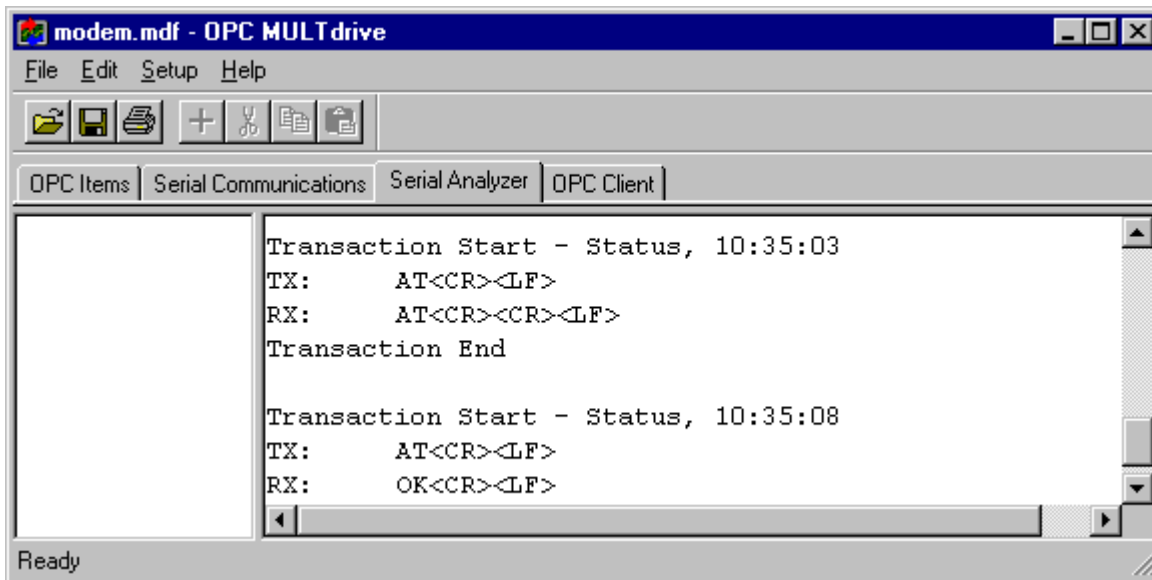 modem.mdf - OPC MULTdrive
File Edit Setup Help
OPC Items Serial Communications Serial Analyzer OPC Client
Transaction Start - Status, 10:35:03
TX: AT<CR><LF>
RX: AT<CR><CR><LF>
Transaction End
Transaction Start - Status, 10:35:08
TX: AT<CR><LF>
RX: OK<CR><LF>
Ready